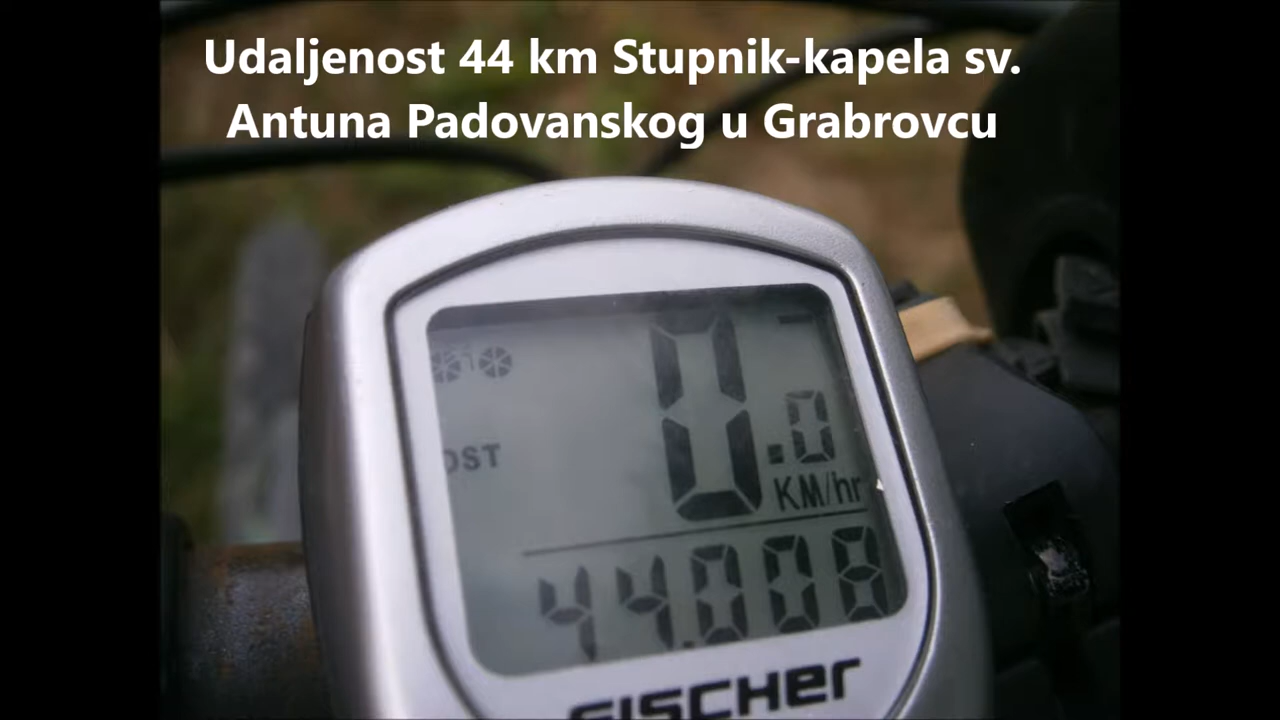 Udaljenost 44 km Stupnik-kapela sv.
Antuna Padovanskog u Grabrovcu
0.0
DST
KM/hr
44.008
FISCHER